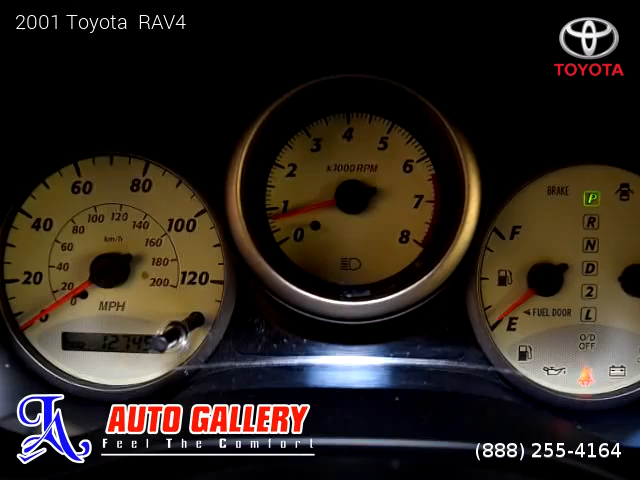 2001 Toyota RAV4
TOYOTA
0 1 2 3 4 5 6 7 8
x1000 RPM
0 20 40 60 80 100 120
0 20 40 60 80 100 120 140 160 200
km/h
MPH
BRAKE
P
R
N
D
2
L
F
E
FUEL DOOR
O/D
OFF
AUTO GALLERY
Feel The Comfort
(888) 255-4164